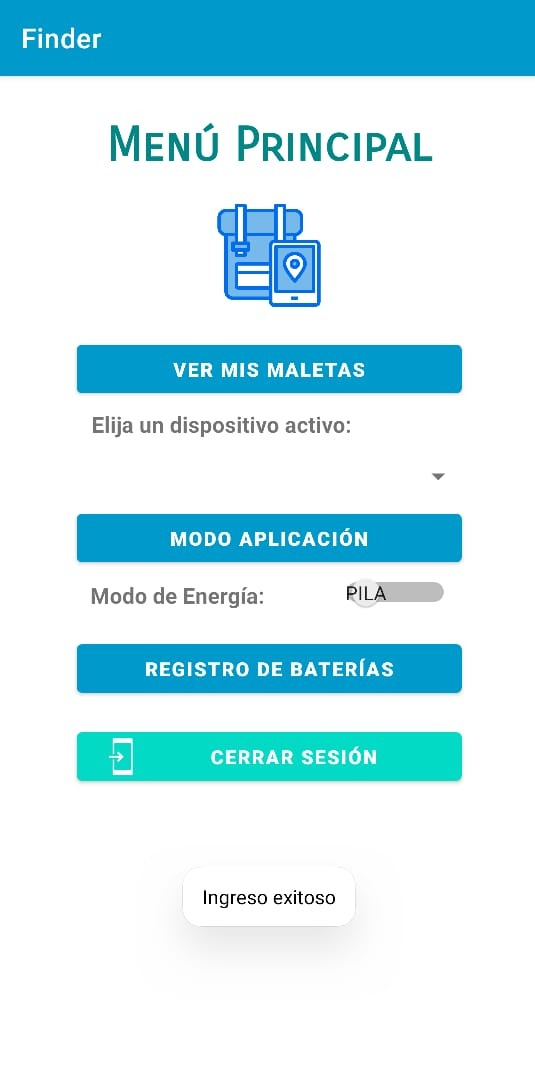 Finder
Menú Principal
VER MIS MALETAS
Elija un dispositivo activo:
MODO APLICACIÓN
Modo de Energía:
PILA
REGISTRO DE BATERÍAS
CERRAR SESIÓN
Ingreso exitoso